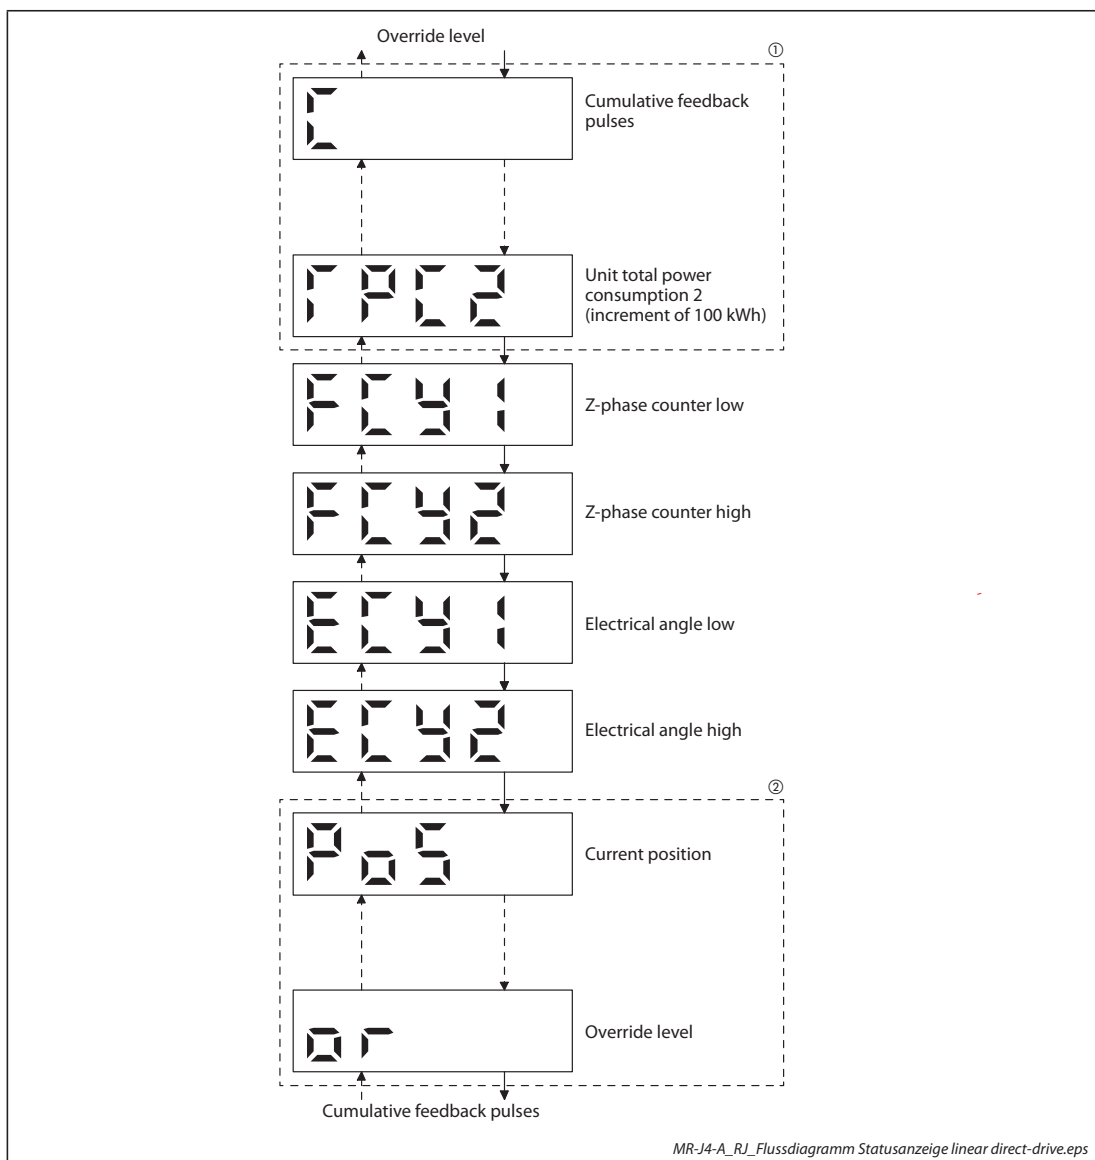 Override level
①
C
Cumulative feedback
pulses
TPC2
Unit total power
consumption 2
(increment of 100 kWh)
FCY1
Z-phase counter low
FCY2
Z-phase counter high
ECY1
Electrical angle low
ECY2
Electrical angle high
②
PoS
Current position
or
Override level
Cumulative feedback pulses
MR-J4-A_RJ_Flussdiagramm Statusanzeige linear direct-drive.eps